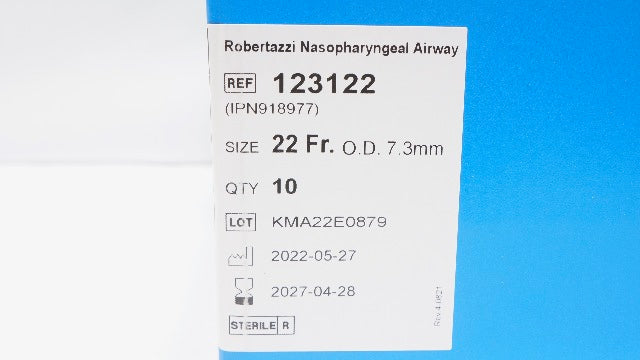 Robertazzi Nasopharyngeal Airway
REF 123122
(IPN918977)
SIZE 22 Fr. O.D. 7.3mm
QTY 10
LOT KMA22E0879
2022-05-27
2027-04-28
STERILE R